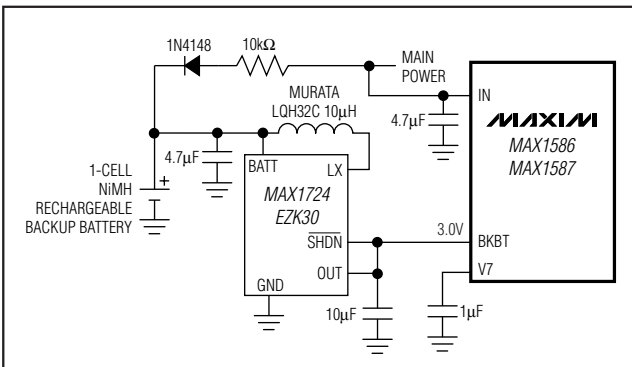 1N4148
10kΩ
MAIN
POWER
MURATA
LQH32C 10µH
IN
4.7µF
MAXIM
MAX1586
MAX1587
4.7µF
BATT
LX
1-CELL
NiMH
RECHARGEABLE
BACKUP BATTERY
+
MAX1724
EZK30
SHDN
3.0V
BKBT
OUT
V7
GND
10µF
1µF